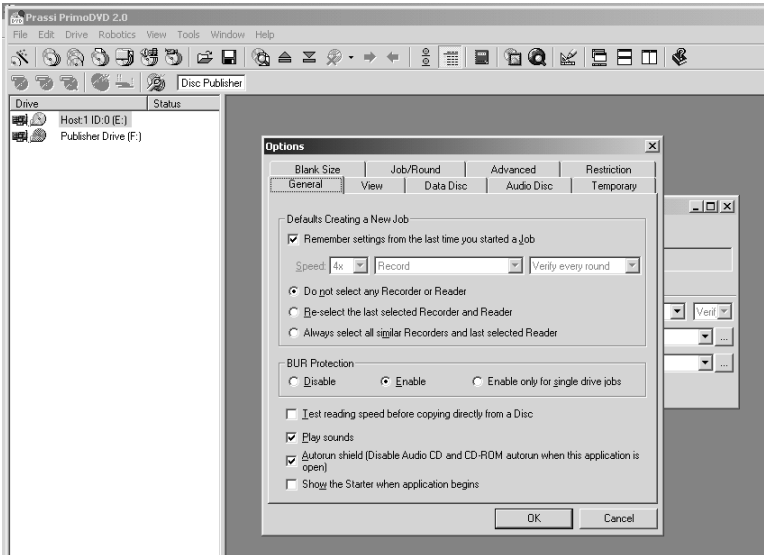 Prassi PrimoDVD 2.0
File Edit Drive Robotics View Tools Window Help
Disc Publisher
Drive Status
Host:1 ID:0 (E:)
Publisher Drive (F:)
Options
Blank Size Job/Round Advanced Restriction
General View Data Disc Audio Disc Temporary
Defaults Creating a New Job
Remember settings from the last time you started a Job
Speed: 4x Record Verify every round
Do not select any Recorder or Reader
Re-select the last selected Recorder and Reader
Always select all similar Recorders and last selected Reader
Verif
...
...
BUR Protection
Disable Enable Enable only for single drive jobs
Test reading speed before copying directly from a Disc
Play sounds
Autorun shield (Disable Audio CD and CD-ROM autorun when this application is
open)
Show the Starter when application begins
OK Cancel